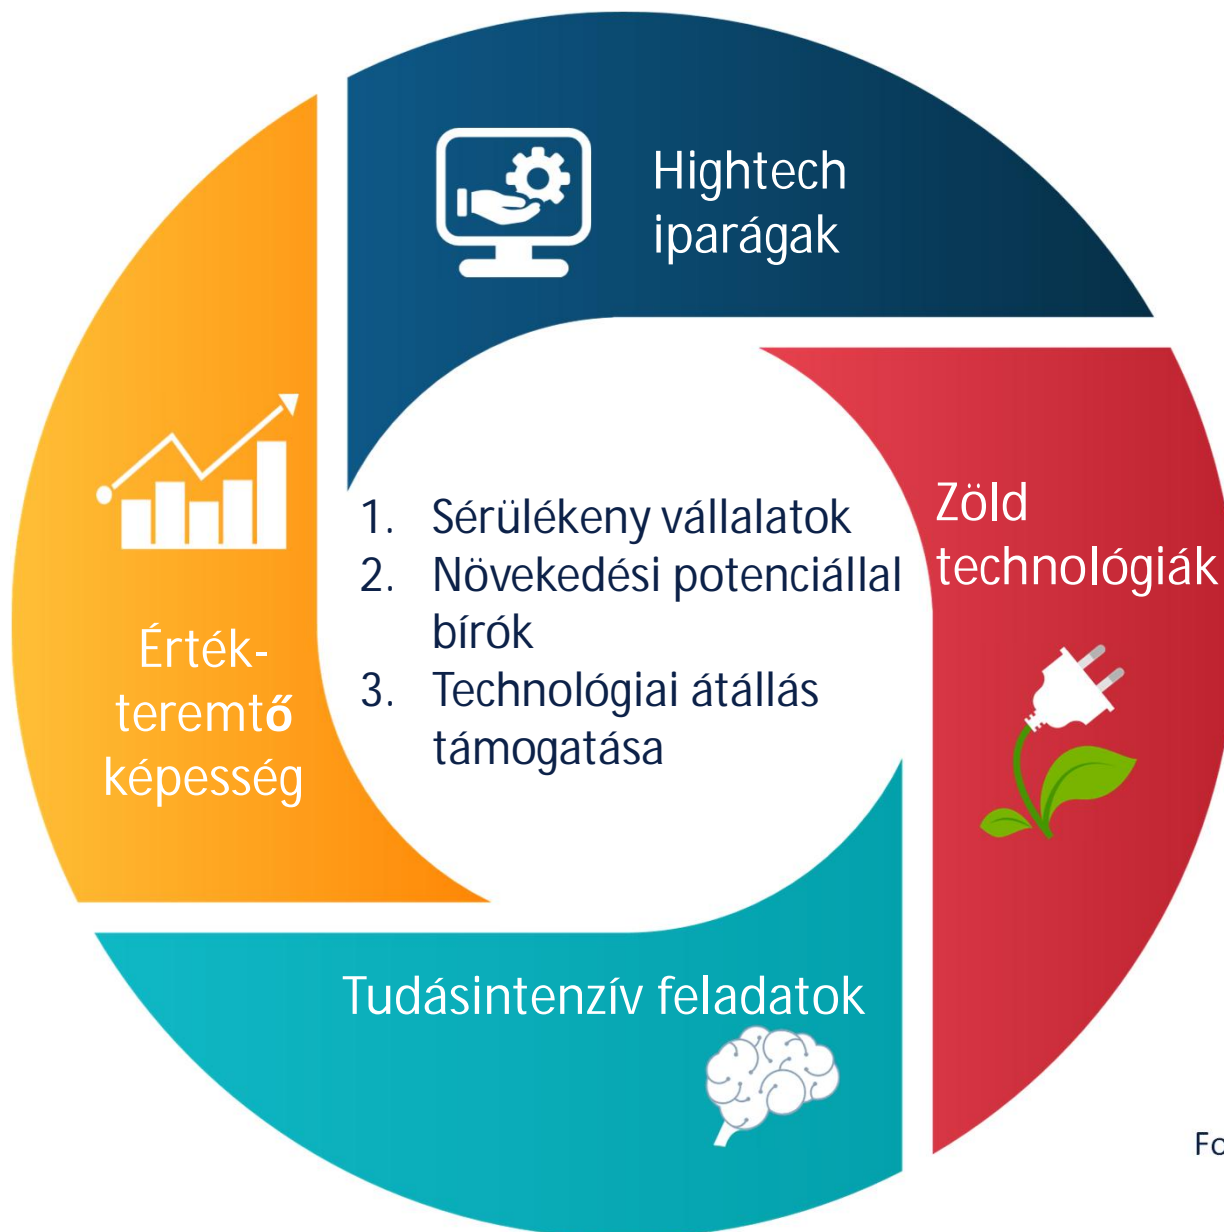 Hightech
iparágak
Zöld
technológiák
1. Sérülékeny vállalatok
2. Növekedési potenciállal
bírók
3. Technológiai átállás
támogatása
Érték-
teremtő
képesség
Tudásintenzív feladatok
Fo